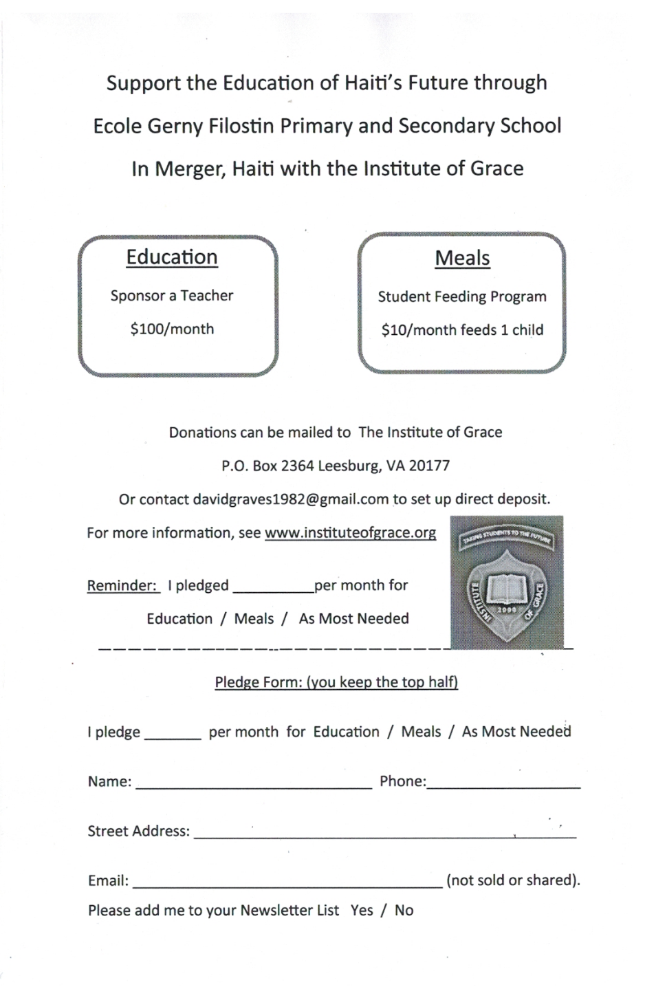 Support the Education of Haiti's Future through
Ecole Gerny Filostin Primary and Secondary School
In Merger, Haiti with the Institute of Grace
Education
Sponsor a Teacher
$100/month
Meals
Student Feeding Program
$10/month feeds 1 child
Donations can be mailed to The Institute of Grace
P.O. Box 2364 Leesburg, VA 20177
Or contact davidgraves1982@gmail.com to set up direct deposit.
For more information, see www.instituteofgrace.org
TAKING STUDENTS TO THE FUTURE
INSTITUTE OF GRACE
Reminder: I pledged __________per month for
Education / Meals / As Most Needed
Pledge Form: (you keep the top half)
I pledge _______ per month for Education / Meals / As Most Needed
Name: ______________________________ Phone:____________________
Street Address: ________________________________________________
Email: _______________________________________ (not sold or shared).
Please add me to your Newsletter List Yes / No